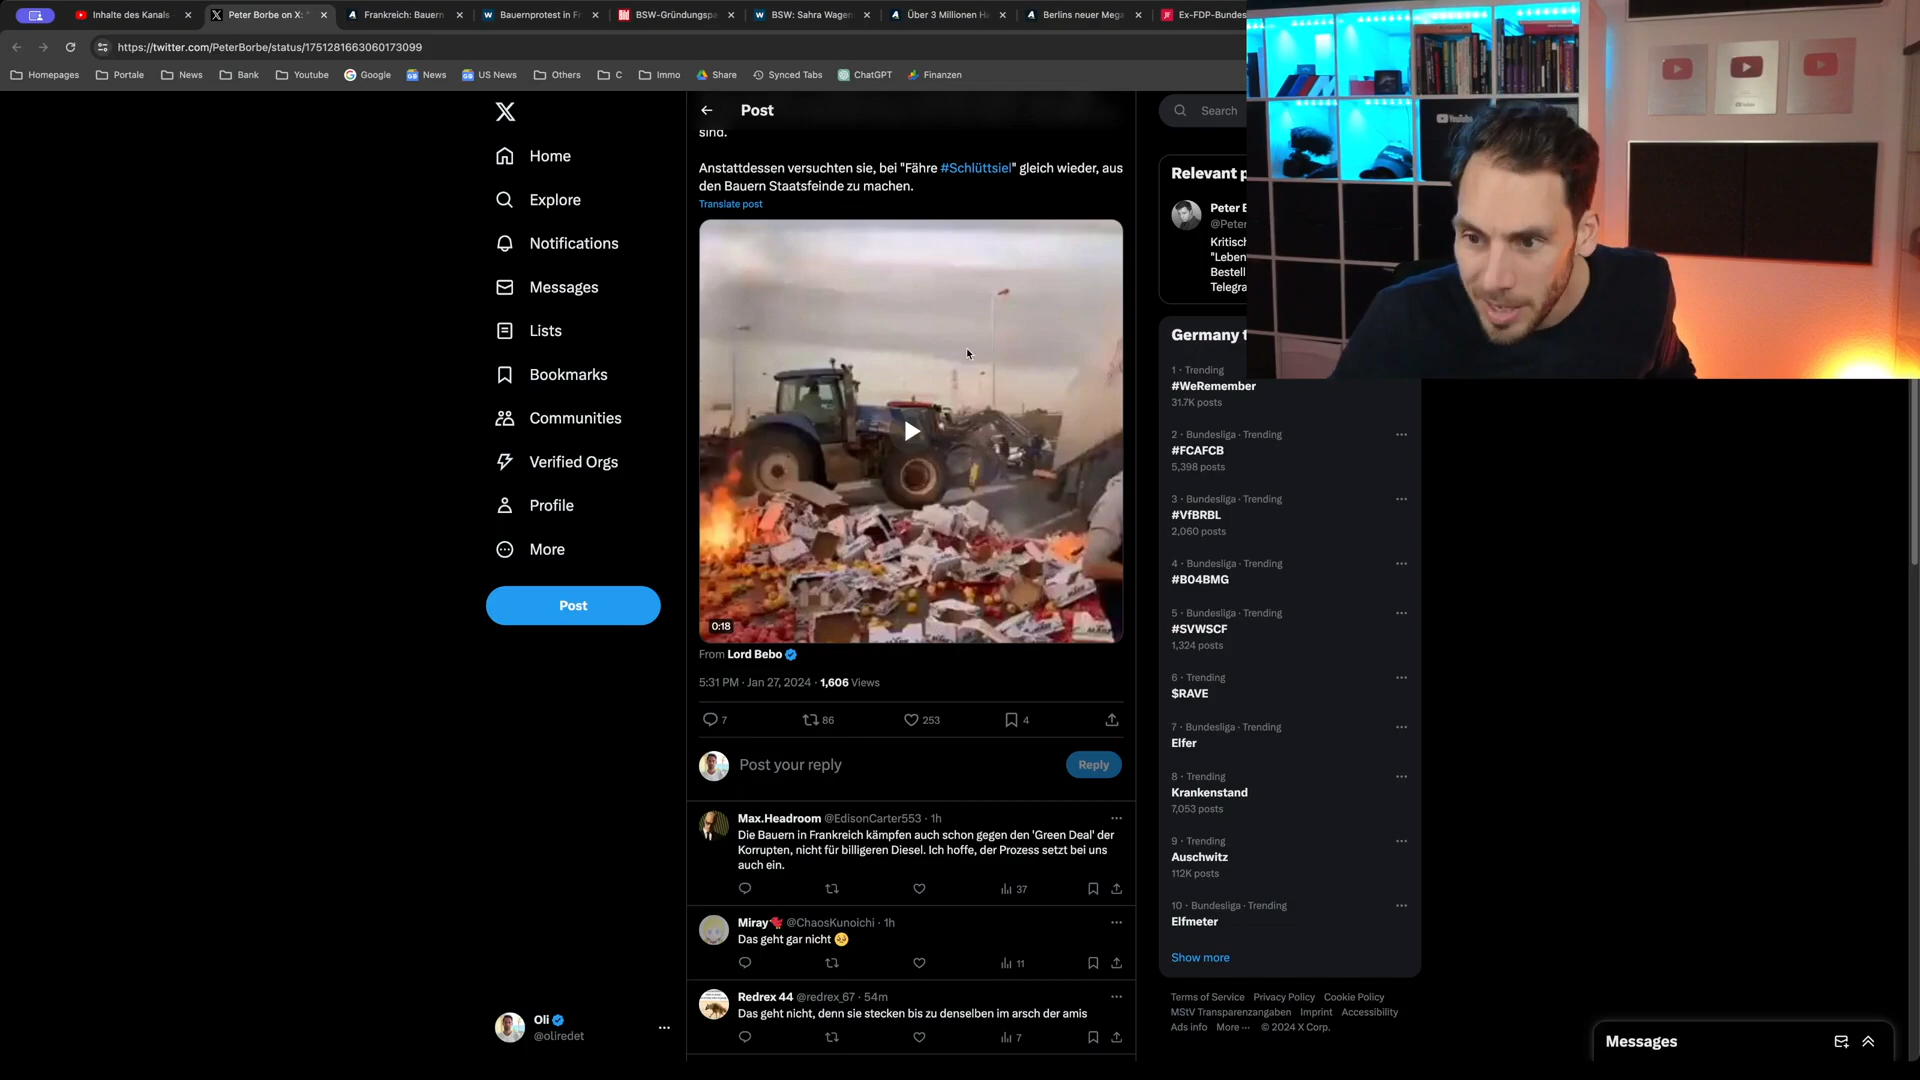 Inhalte des Kanals
Peter Borbe on X: "
Frankreich: Bauern
Bauernprotest in F
BSW-Gründungspa
BSW: Sahra Wagen
Über 3 Millionen H
Berlins neuer Mega
Ex-FDP-Bundes
https://twitter.com/PeterBorbe/status/1751281663060173099
Homepages
Portale
News
Bank
Youtube
Google
News
US News
Others
C
Immo
Share
Synced Tabs
ChatGPT
Finanzen
Home
Explore
Notifications
Messages
Lists
Bookmarks
Communities
Verified Orgs
Profile
More
Post
Oli
@oliredet
Post
sind.
Anstattdessen versuchten sie, bei "Fähre #Schlüttsiel" gleich wieder, aus
den Bauern Staatsfeinde zu machen.
Translate post
0:18
From Lord Bebo
5:31 PM · Jan 27, 2024 · 1,606 Views
7
86
253
4
Post your reply
Reply
Max.Headroom @EdisonCarter553 · 1h
Die Bauern in Frankreich kämpfen auch schon gegen den 'Green Deal' der
Korrupten, nicht für billigeren Diesel. Ich hoffe, der Prozess setzt bei uns
auch ein.
37
Miray @ChaosKunoichi · 1h
Das geht gar nicht 🥺
11
Redrex 44 @redrex_67 · 54m
Das geht nicht, denn sie stecken bis zu denselben im arsch der amis
7
Search
Relevant p
Peter B
@Peter
Kritisch
"Leben
Bestell
Telegra
Germany t
1 · Trending
#WeRemember
31.7K posts
2 · Bundesliga · Trending
#FCAFCB
5,398 posts
3 · Bundesliga · Trending
#VfBRBL
2,060 posts
4 · Bundesliga · Trending
#B04BMG
5 · Bundesliga · Trending
#SVWSCF
1,324 posts
6 · Trending
$RAVE
7 · Bundesliga · Trending
Elfer
8 · Trending
Krankenstand
7,053 posts
9 · Trending
Auschwitz
112K posts
10 · Bundesliga · Trending
Elfmeter
Show more
Terms of Service Privacy Policy Cookie Policy
MStV Transparenzangaben Imprint Accessibility
Ads info More ··· © 2024 X Corp.
Messages
YouTube